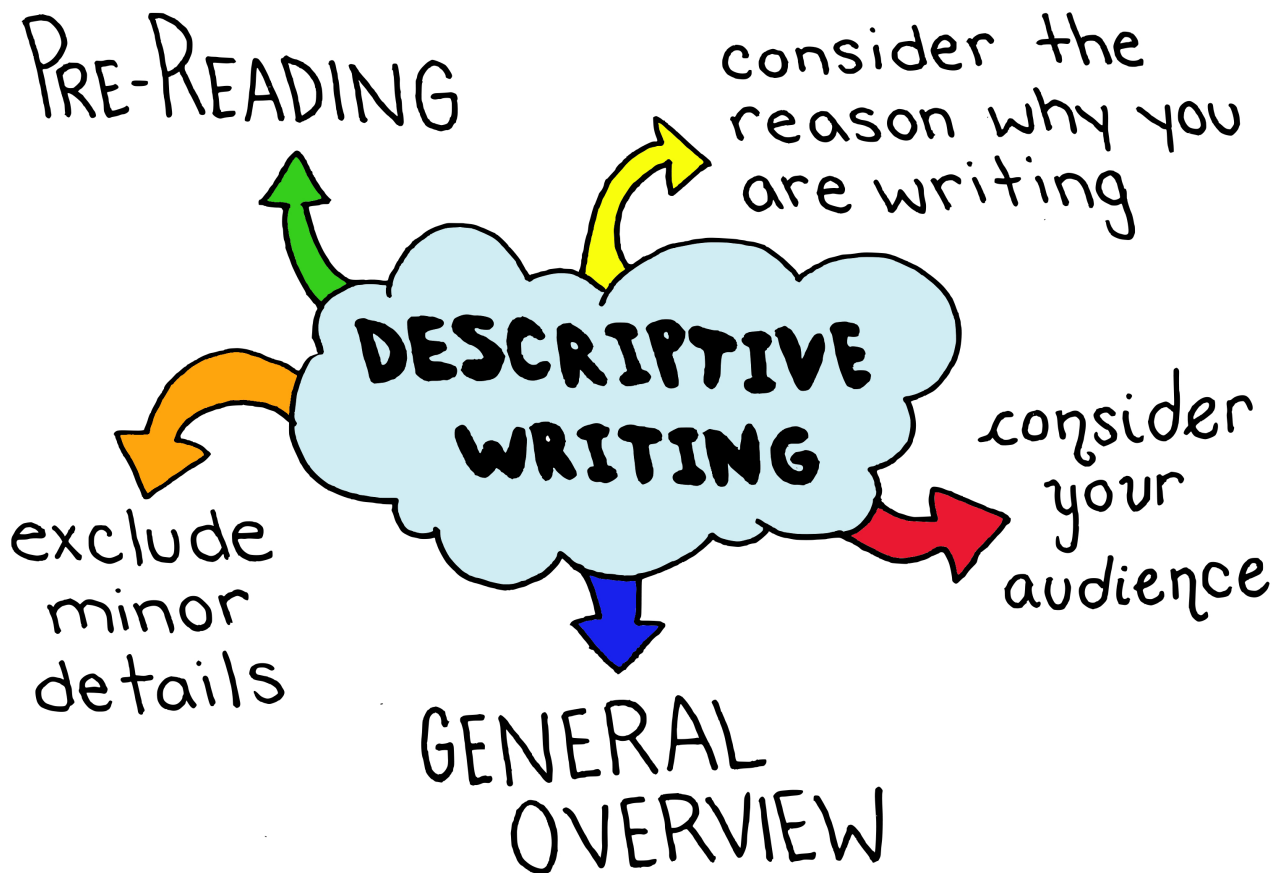 PRE-READING
consider the
reason why you
are writing
DESCRIPTIVE
WRITING
consider
your
audience
exclude
minor
details
GENERAL
OVERVIEW